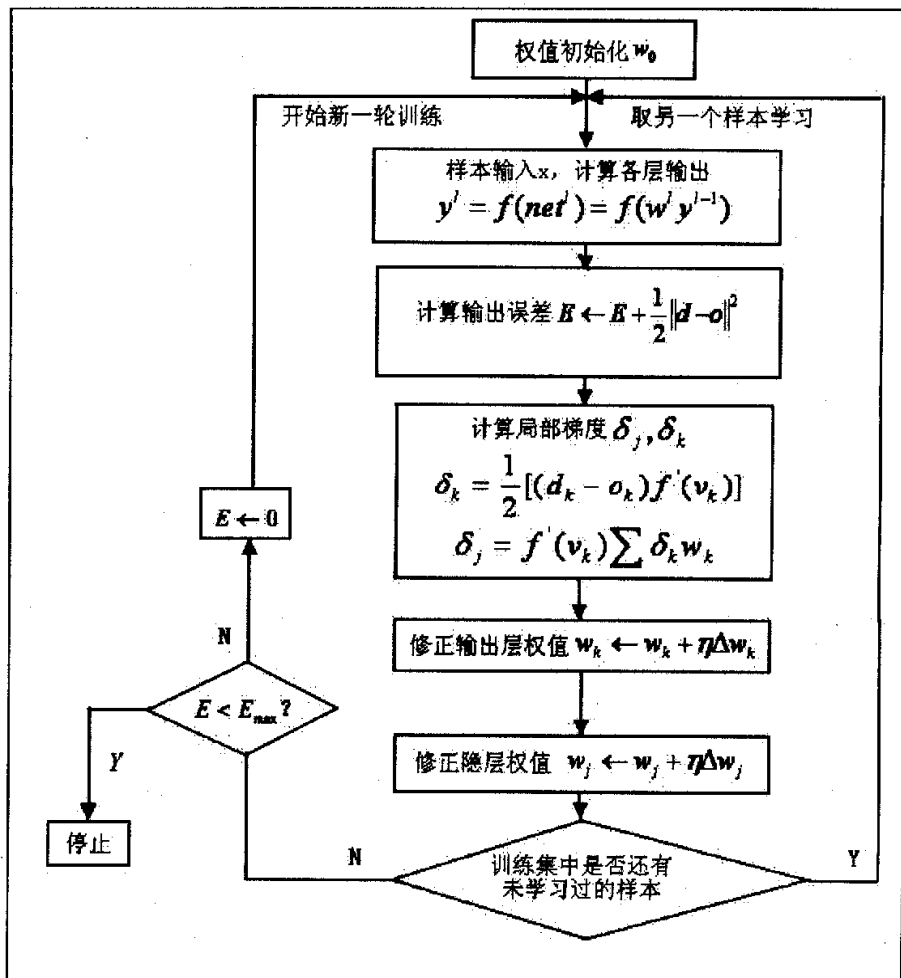 权值初始化 w₀
开始新一轮训练
取另一个样本学习
样本输入x，计算各层输出
yˡ = f(netˡ) = f(wˡ yˡ⁻¹)
计算输出误差 E ← E + 1/2 ‖d − o‖²
计算局部梯度 δⱼ, δₖ
δₖ = 1/2 [(dₖ − oₖ) f'(vₖ)]
δⱼ = f'(vₖ) ∑ δₖ wₖ
E ← 0
N
修正输出层权值 wₖ ← wₖ + ηΔwₖ
E < Eₘₐₓ?
Y
修正隐层权值 wⱼ ← wⱼ + ηΔwⱼ
停止
N
训练集中是否还有
未学习过的样本
Y